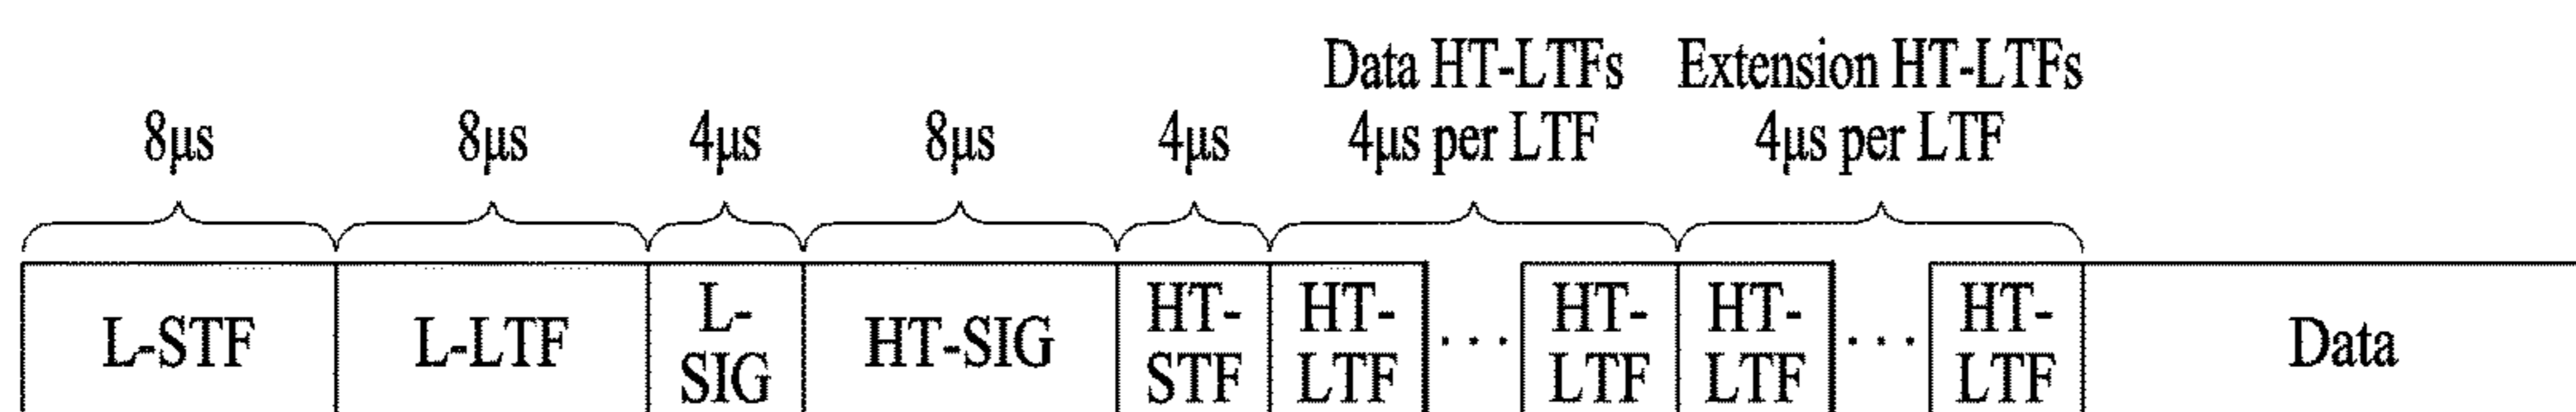 Data HT-LTFs Extension HT-LTFs
8μs 8μs 4μs 8μs 4μs 4μs per LTF 4μs per LTF
L-STF L-LTF L-SIG HT-SIG HT-STF HT-LTF ... HT-LTF HT-LTF ... HT-LTF Data